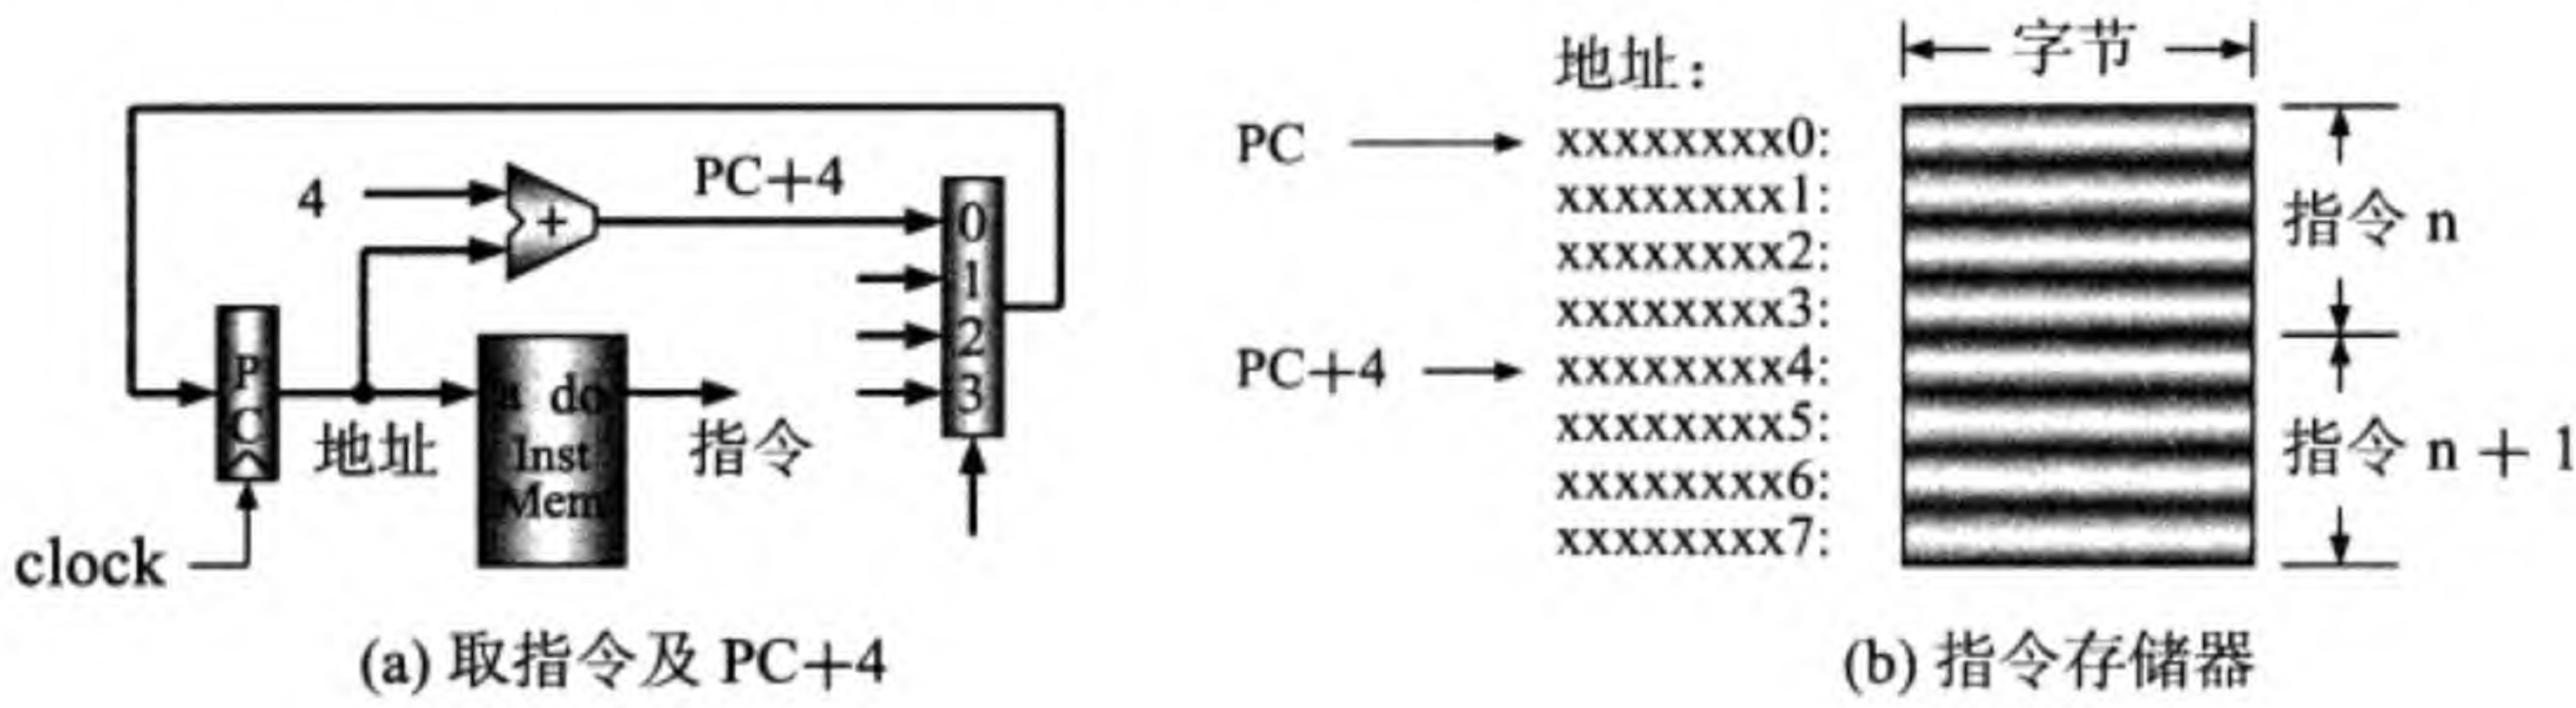 4
PC+4
0
1
2
3
P
C
地址
a do
Inst
Mem
指令
clock
(a) 取指令及 PC+4
字节
地址：
PC
xxxxxxxx0:
xxxxxxxx1:
xxxxxxxx2:
xxxxxxxx3:
PC+4
xxxxxxxx4:
xxxxxxxx5:
xxxxxxxx6:
xxxxxxxx7:
指令 n
指令 n + 1
(b) 指令存储器
+